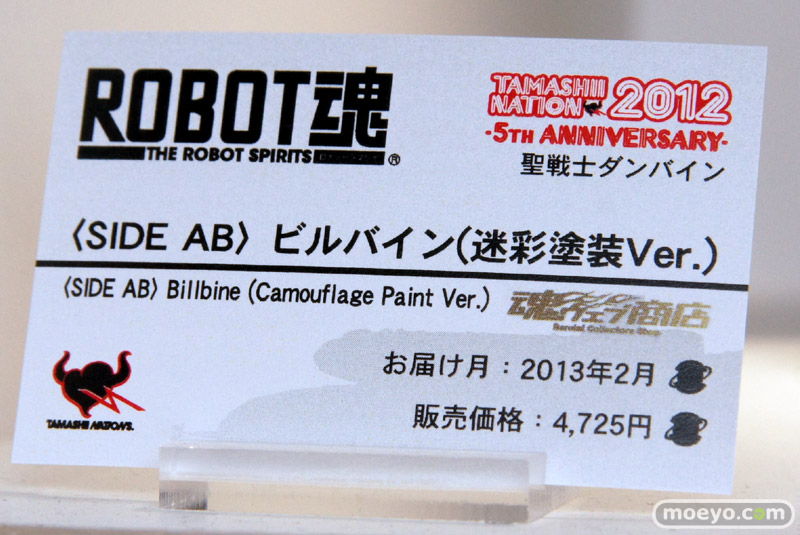 ROBOT魂
THE ROBOT SPIRITS
®
TAMASHII
NATION 2012
-5TH ANNIVERSARY-
聖戦士ダンバイン
〈SIDE AB〉 ビルバイン(迷彩塗装Ver.)
〈SIDE AB〉 Billbine (Camouflage Paint Ver.)
魂ウェブ商店
お届け月：2013年2月
販売価格：4,725円
TAMASHII NATIONS.
moeyo.com